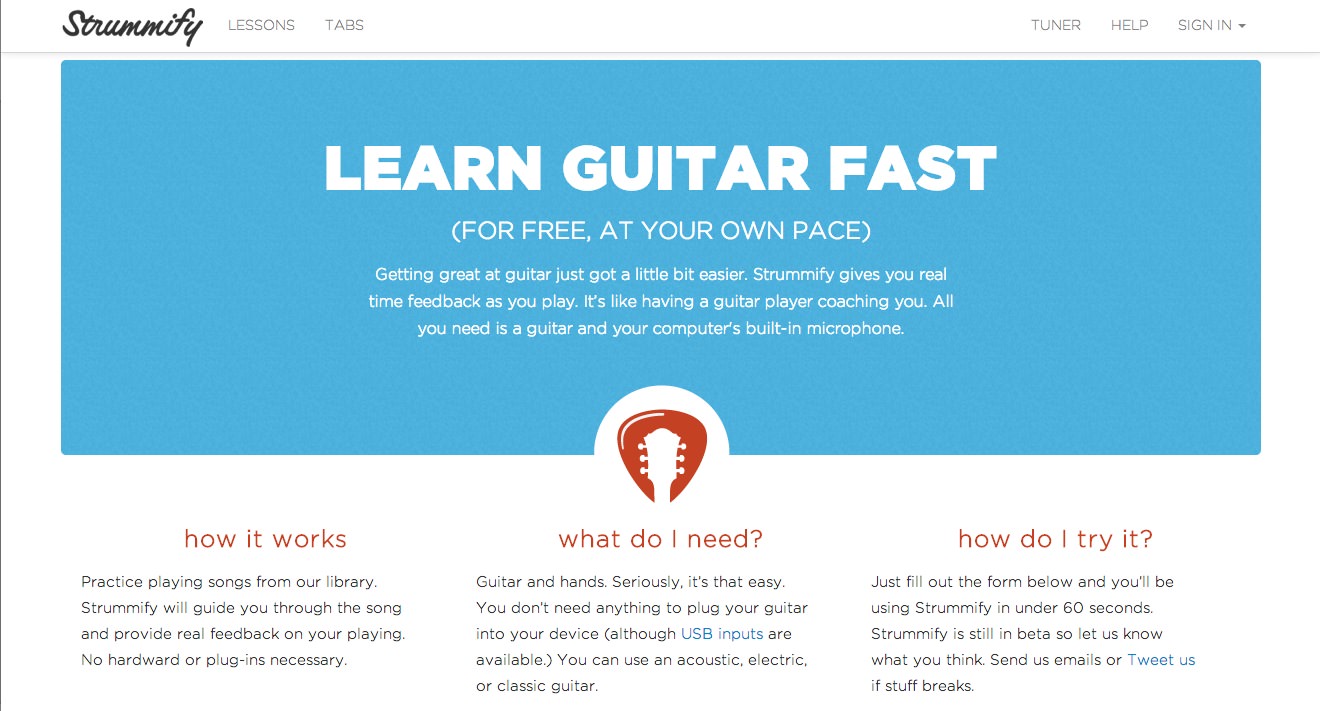 Strummify LESSONS TABS TUNER HELP SIGN IN
LEARN GUITAR FAST
(FOR FREE, AT YOUR OWN PACE)
Getting great at guitar just got a little bit easier. Strummify gives you real
time feedback as you play. It's like having a guitar player coaching you. All
you need is a guitar and your computer's built-in microphone.
how it works
Practice playing songs from our library.
Strummify will guide you through the song
and provide real feedback on your playing.
No hardward or plug-ins necessary.
what do I need?
Guitar and hands. Seriously, it's that easy.
You don't need anything to plug your guitar
into your device (although USB inputs are
available.) You can use an acoustic, electric,
or classic guitar.
how do I try it?
Just fill out the form below and you'll be
using Strummify in under 60 seconds.
Strummify is still in beta so let us know
what you think. Send us emails or Tweet us
if stuff breaks.